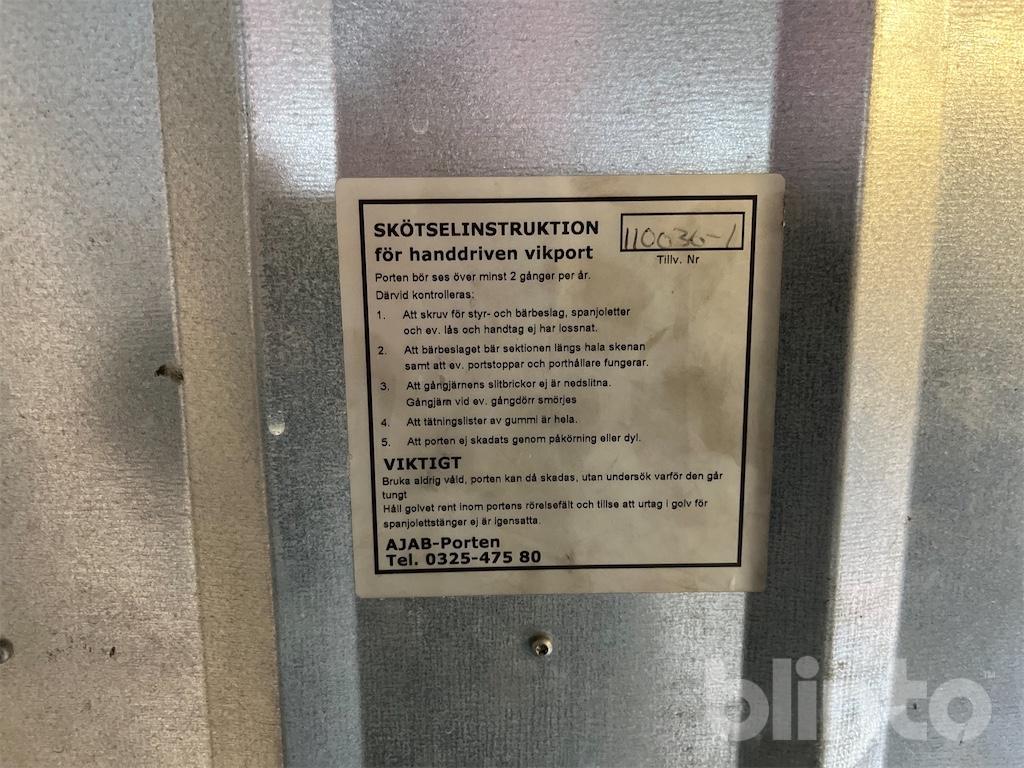 SKÖTSELINSTRUKTION
för handdriven vikport
110036-1
Tillv. Nr
Porten bör ses över minst 2 gånger per år.
Därvid kontrolleras:
1. Att skruv för styr- och bärbeslag, spanjoletter
och ev. lås och handtag ej har lossnat.
2. Att bärbeslaget bär sektionen längs hala skenan
samt att ev. portstoppar och porthållare fungerar.
3. Att gångjärnens slitbrickor ej är nedslitna.
Gångjärn vid ev. gångdörr smörjes
4. Att tätningslister av gummi är hela.
5. Att porten ej skadats genom påkörning eller dyl.
VIKTIGT
Bruka aldrig våld, porten kan då skadas, utan undersök varför den går
tungt
Håll golvet rent inom portens rörelsefält och tillse att urtag i golv för
spanjolettstänger ej är igensatta.
AJAB-Porten
Tel. 0325-475 80
blinto™